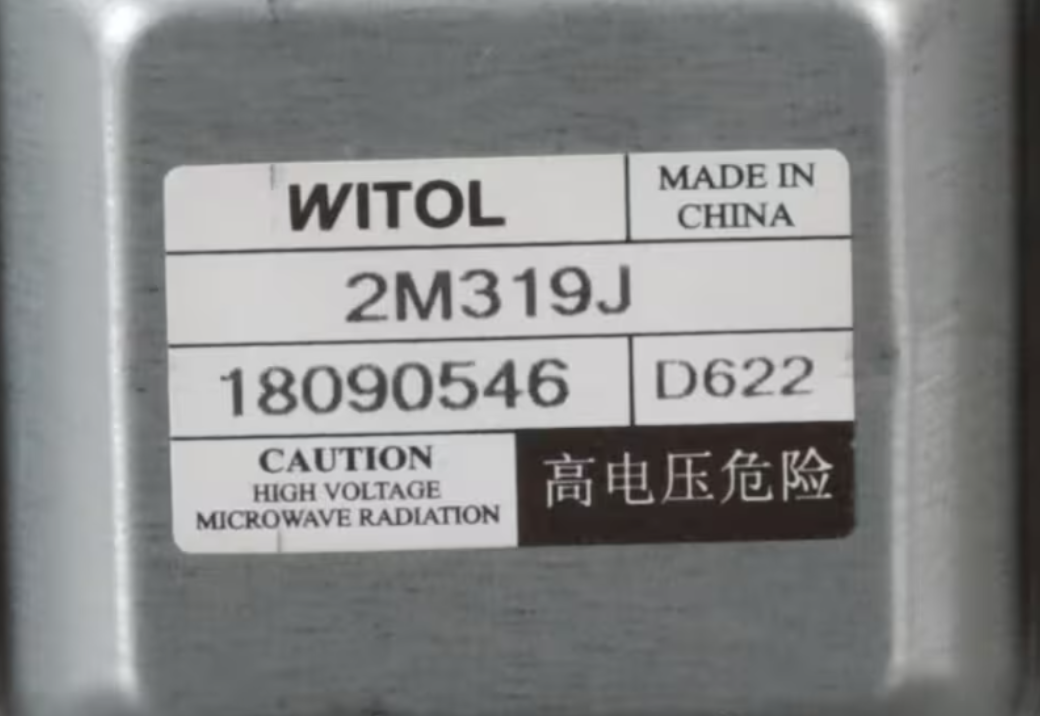 WITOL
MADE IN
CHINA
2M319J
18090546
D622
CAUTION
HIGH VOLTAGE
MICROWAVE RADIATION
高电压危险